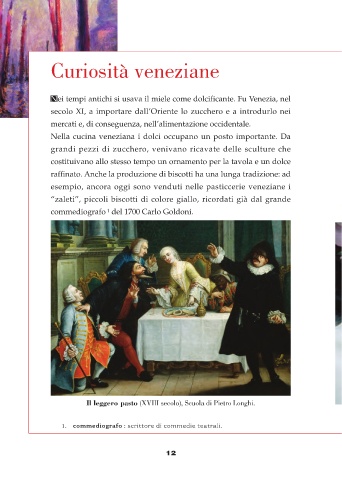 Curiosità veneziane
Nei tempi antichi si usava il miele come dolcificante. Fu Venezia, nel
secolo XI, a importare dall'Oriente lo zucchero e a introdurlo nei
mercati e, di conseguenza, nell'alimentazione occidentale.
Nella cucina veneziana i dolci occupano un posto importante. Da
grandi pezzi di zucchero, venivano ricavate delle sculture che
costituivano allo stesso tempo un ornamento per la tavola e un dolce
raffinato. Anche la produzione di biscotti ha una lunga tradizione: ad
esempio, ancora oggi sono venduti nelle pasticcerie veneziane i
“zaleti”, piccoli biscotti di colore giallo, ricordati già dal grande
commediografo ¹ del 1700 Carlo Goldoni.
Il leggero pasto (XVIII secolo), Scuola di Pietro Longhi.
1. commediografo : scrittore di commedie teatrali.
12